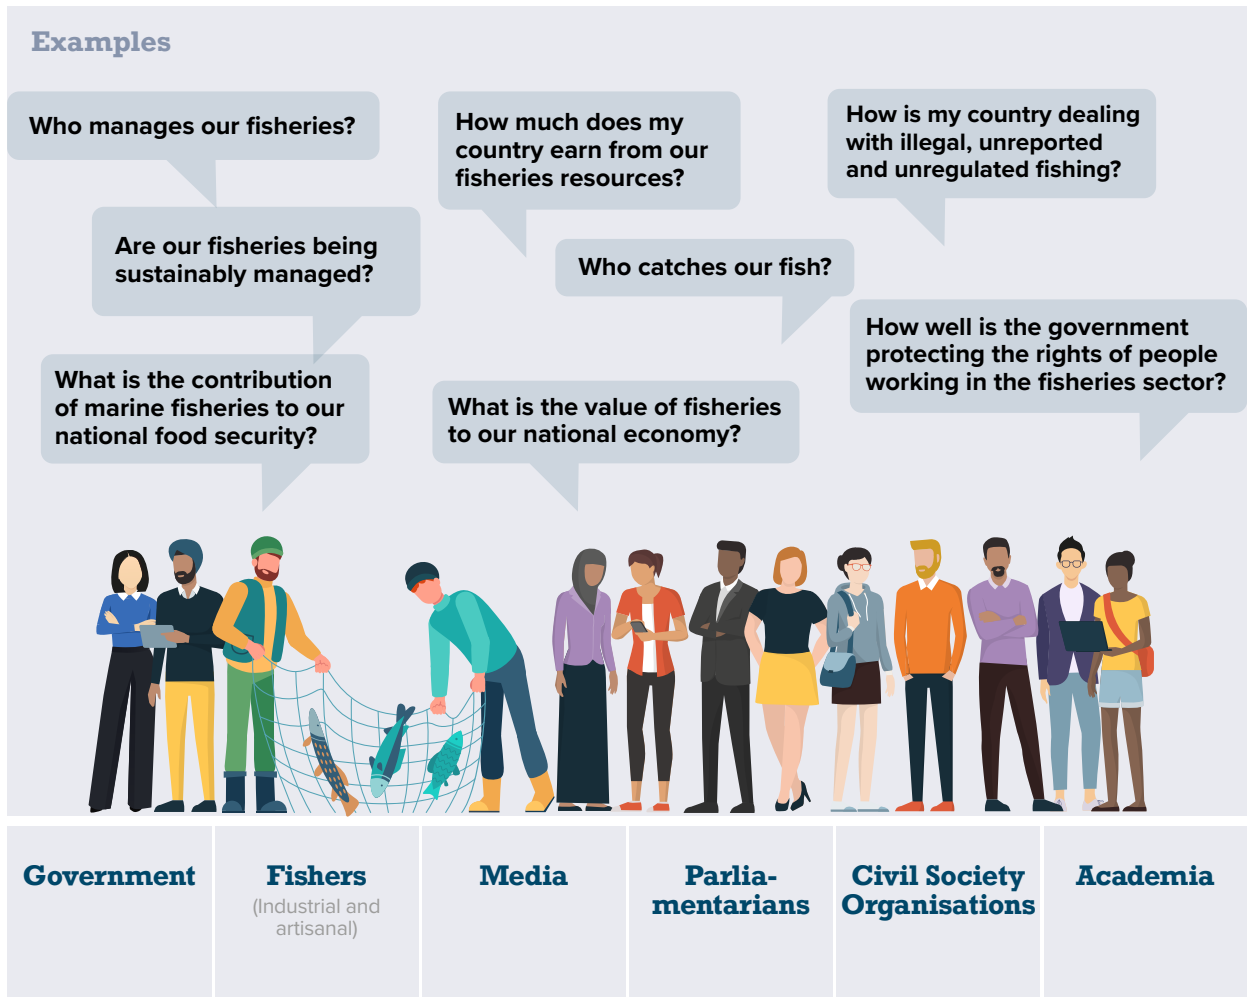 Examples
Who manages our fisheries?
How much does my
country earn from our
fisheries resources?
How is my country dealing
with illegal, unreported
and unregulated fishing?
Are our fisheries being
sustainably managed?
Who catches our fish?
How well is the government
protecting the rights of people
working in the fisheries sector?
What is the contribution
of marine fisheries to our
national food security?
What is the value of fisheries
to our national economy?
Government
Fishers
(Industrial and
artisanal)
Media
Parlia-
mentarians
Civil Society
Organisations
Academia